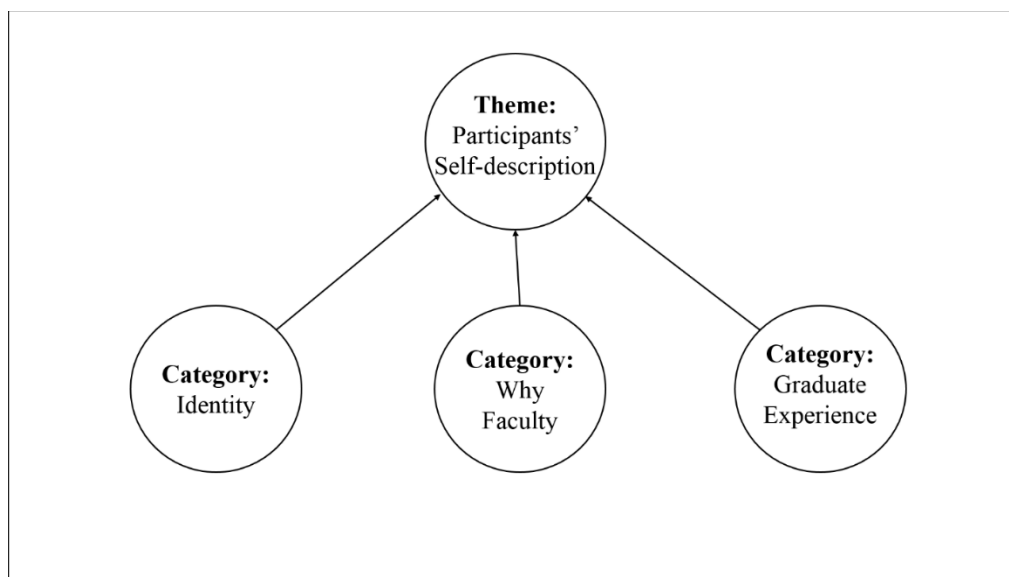 Theme:
Participants’
Self-description
Category:
Identity
Category:
Why
Faculty
Category:
Graduate
Experience